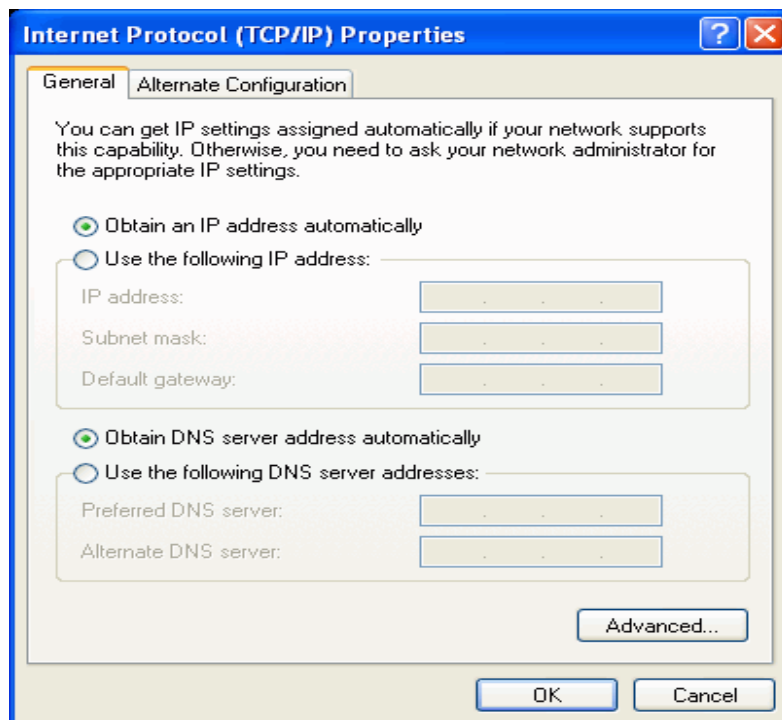 Internet Protocol (TCP/IP) Properties
General
Alternate Configuration
You can get IP settings assigned automatically if your network supports
this capability. Otherwise, you need to ask your network administrator for
the appropriate IP settings.
Obtain an IP address automatically
Use the following IP address:
IP address:
Subnet mask:
Default gateway:
Obtain DNS server address automatically
Use the following DNS server addresses:
Preferred DNS server:
Alternate DNS server:
Advanced...
OK
Cancel